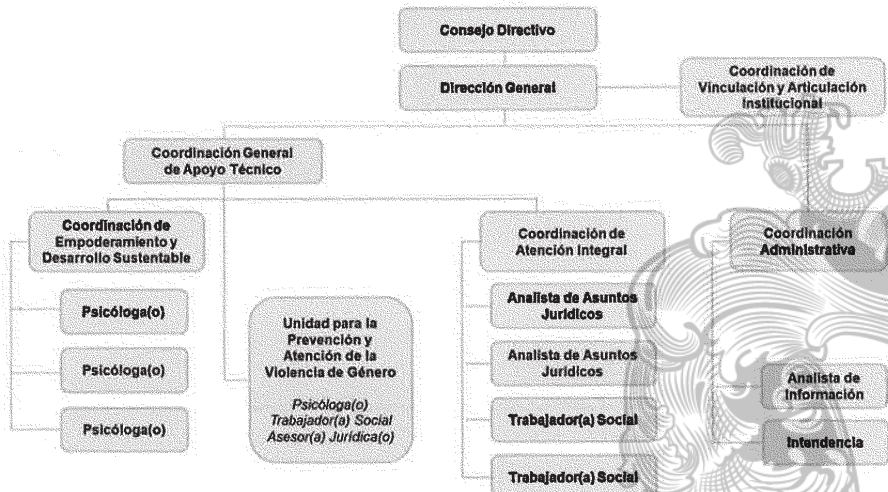 Consejo Directivo
Dirección General
Coordinación de
Vinculación y Articulación
Institucional
Coordinación General
de Apoyo Técnico
Coordinación de
Empoderamiento y
Desarrollo Sustentable
Psicóloga(o)
Psicóloga(o)
Psicóloga(o)
Unidad para la
Prevención y
Atención de la
Violencia de Género
Psicóloga(o)
Trabajador(a) Social
Asesor(a) Jurídica(o)
Coordinación de
Atención Integral
Analista de Asuntos
Jurídicos
Analista de Asuntos
Jurídicos
Trabajador(a) Social
Trabajador(a) Social
Coordinación
Administrativa
Analista de
Información
Intendencia